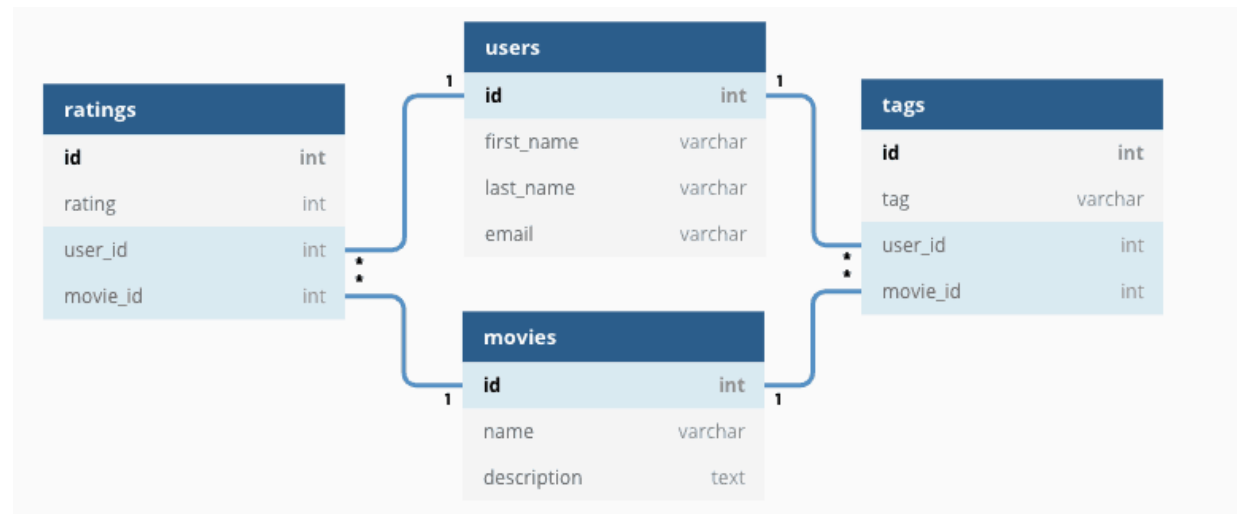 users
1
id int
1
first_name varchar
last_name varchar
email varchar
ratings
id int
rating int
user_id int
*
*
movie_id int
tags
id int
tag varchar
user_id int
*
*
movie_id int
movies
id int
1
1
name varchar
description text